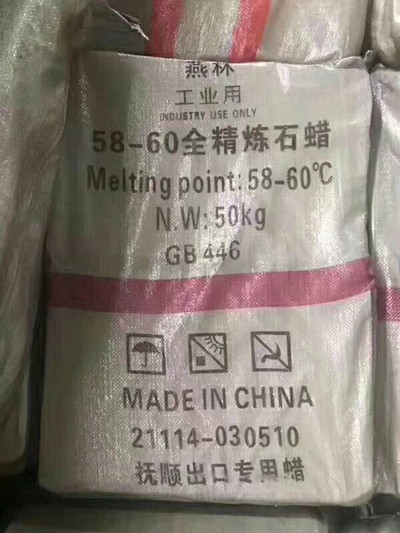 燕林
工业用
INDUSTRY USE ONLY
58-60全精炼石蜡
Melting point: 58-60℃
N.W: 50kg
GB 446
MADE IN CHINA
21114-030510
抚顺出口专用蜡